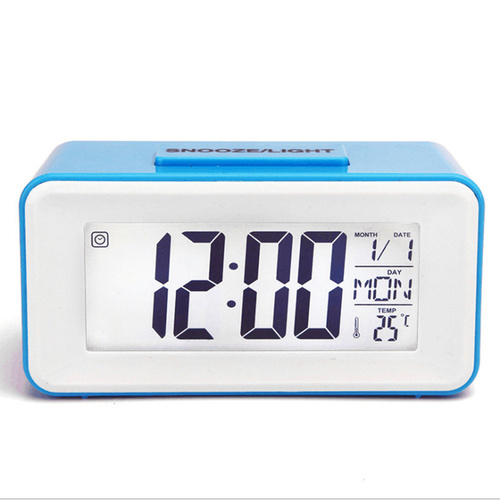 SNOOZE/LIGHT
12:00
MONTH DATE
1/1
DAY
MON
TEMP
25°C